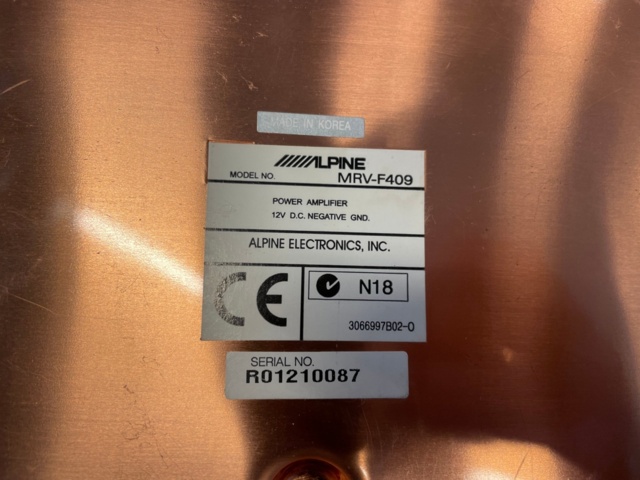 MADE IN KOREA
ALPINE
MODEL NO. MRV-F409
POWER AMPLIFIER
12V D.C. NEGATIVE GND.
ALPINE ELECTRONICS, INC.
CE N18
3066997B02-O
SERIAL NO.
R01210087